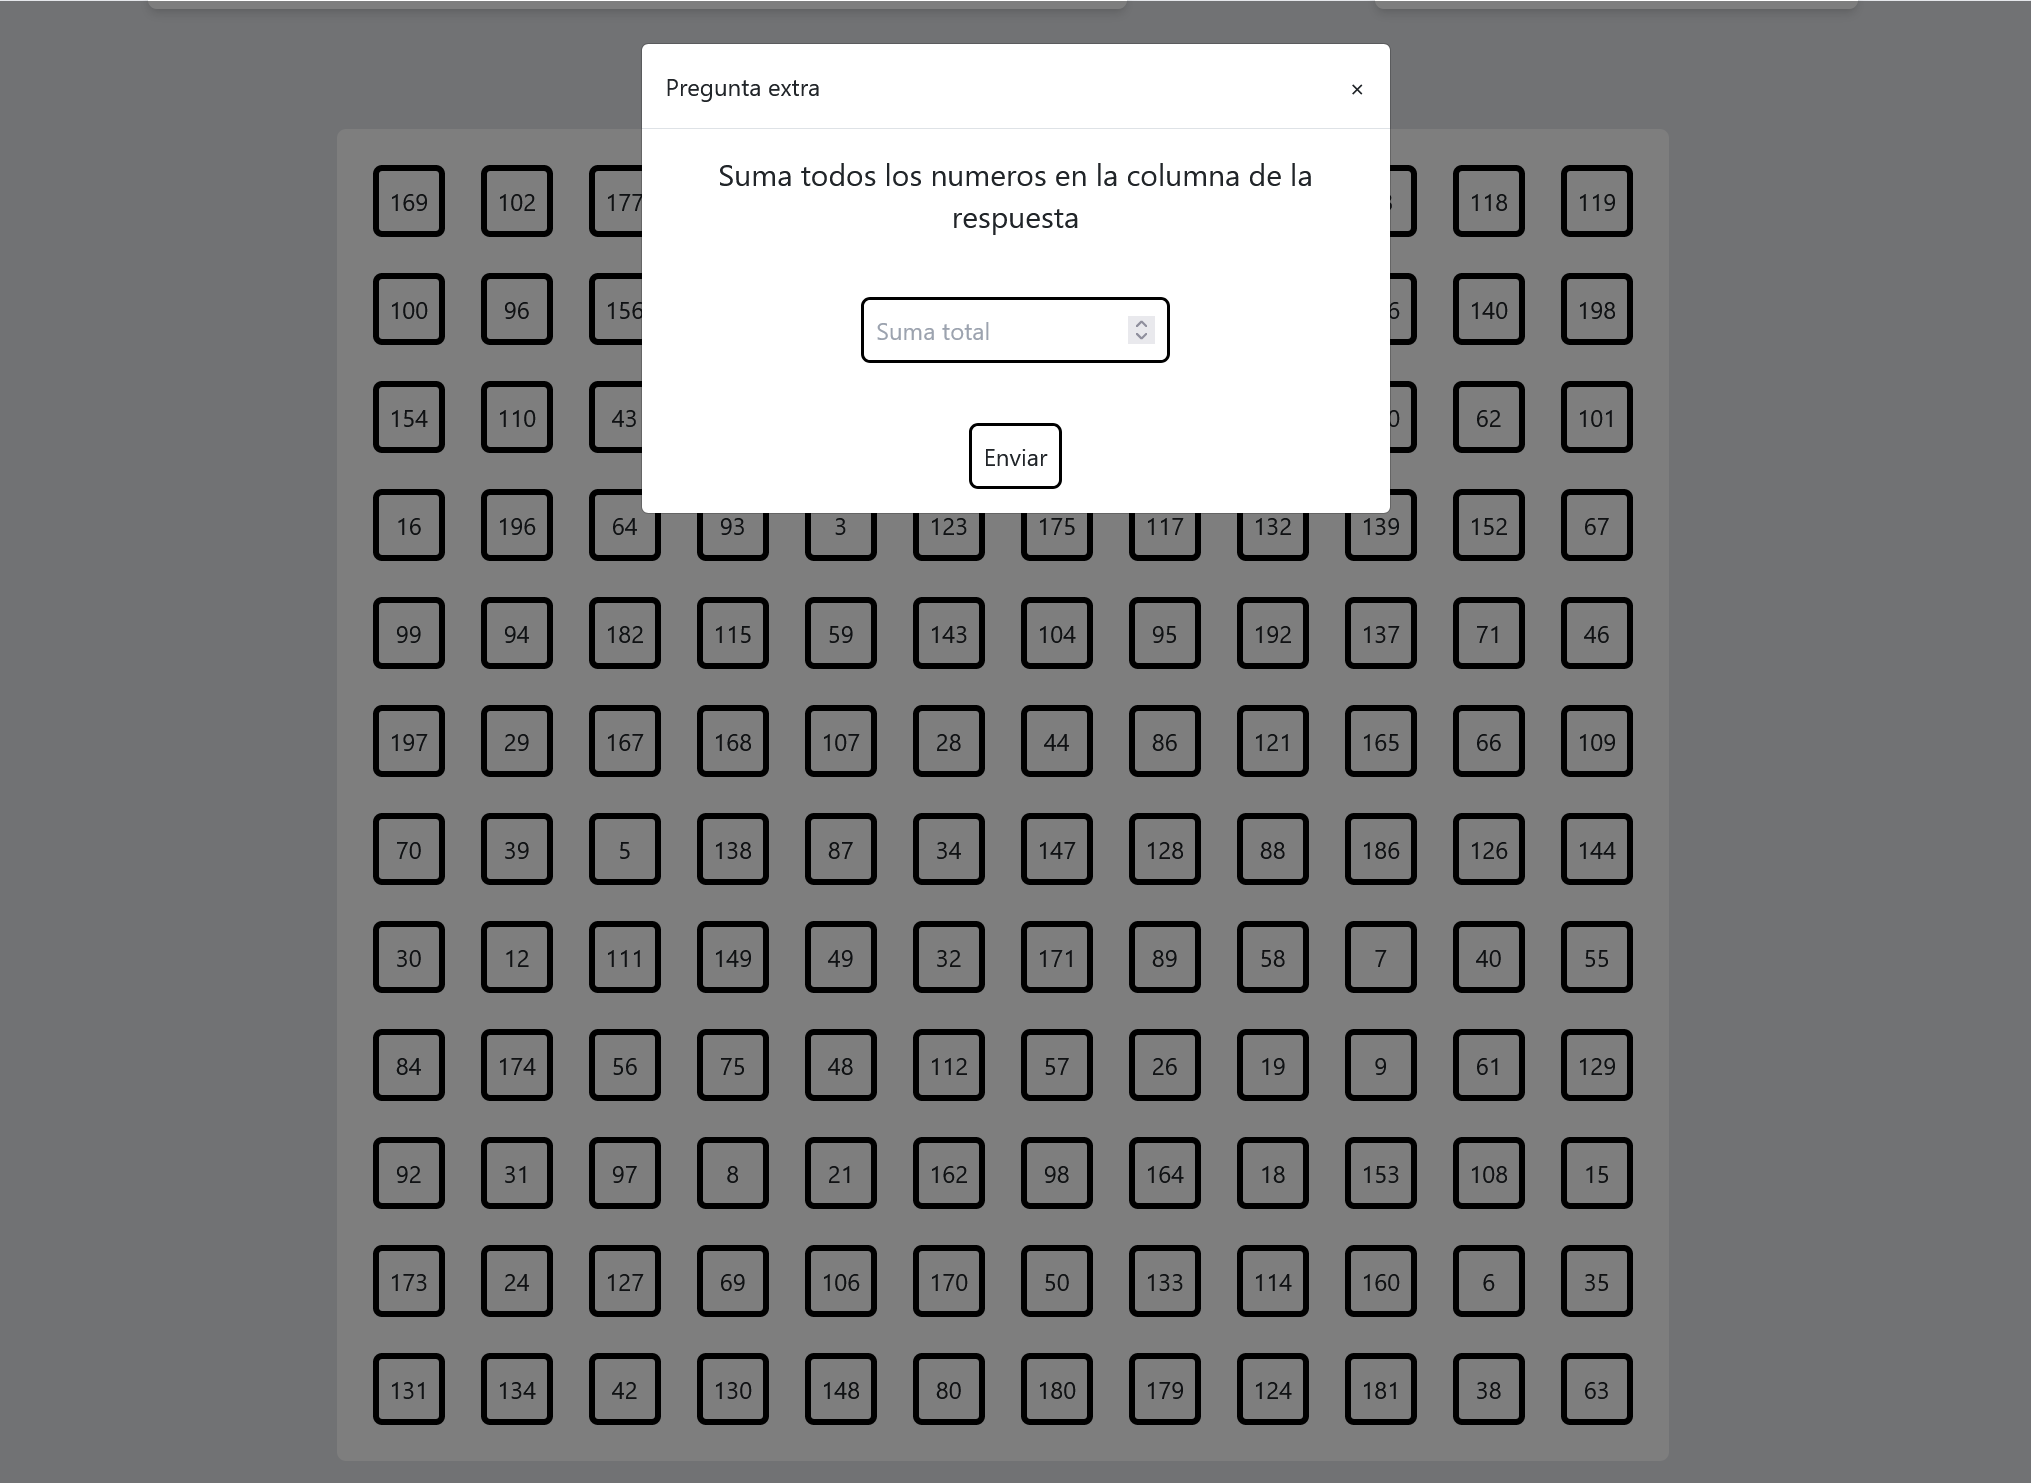 Pregunta extra ×
Suma todos los numeros en la columna de la
respuesta
Suma total
Enviar
169 102 177 118 119
100 96 156 140 198
154 110 43 62 101
16 196 64 93 3 123 175 117 132 139 152 67
99 94 182 115 59 143 104 95 192 137 71 46
197 29 167 168 107 28 44 86 121 165 66 109
70 39 5 138 87 34 147 128 88 186 126 144
30 12 111 149 49 32 171 89 58 7 40 55
84 174 56 75 48 112 57 26 19 9 61 129
92 31 97 8 21 162 98 164 18 153 108 15
173 24 127 69 106 170 50 133 114 160 6 35
131 134 42 130 148 80 180 179 124 181 38 63